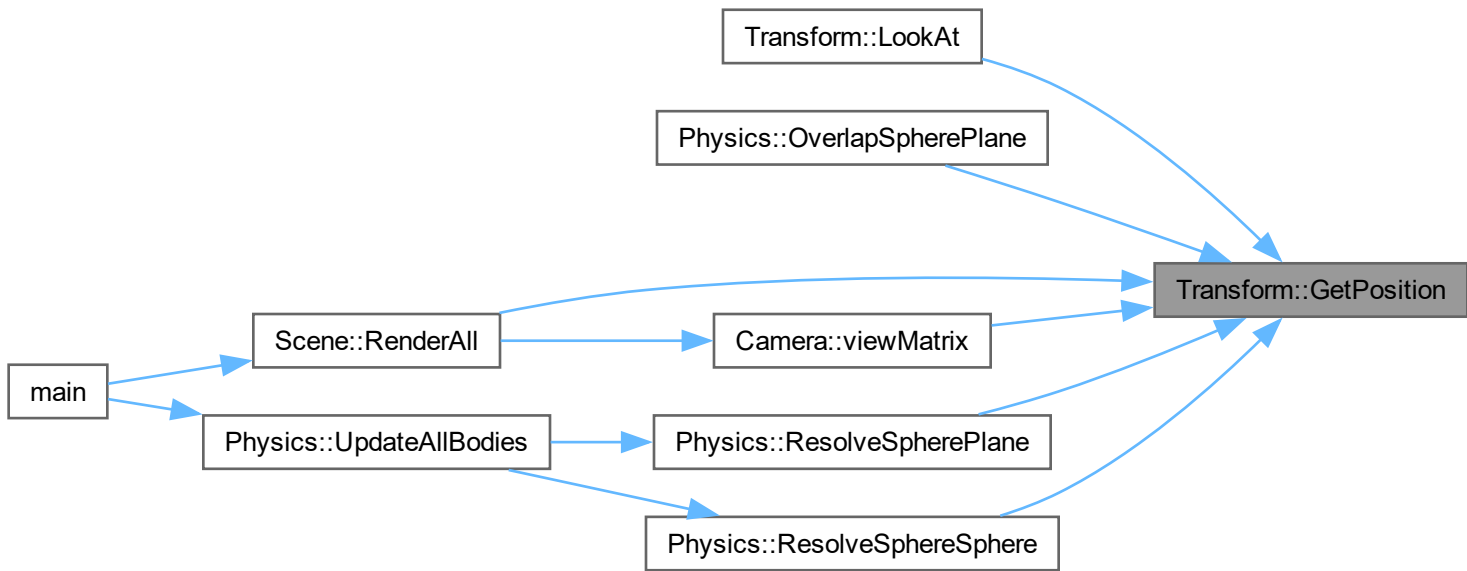 Transform::LookAt
Physics::OverlapSpherePlane
Transform::GetPosition
Scene::RenderAll
Camera::viewMatrix
main
Physics::UpdateAllBodies
Physics::ResolveSpherePlane
Physics::ResolveSphereSphere